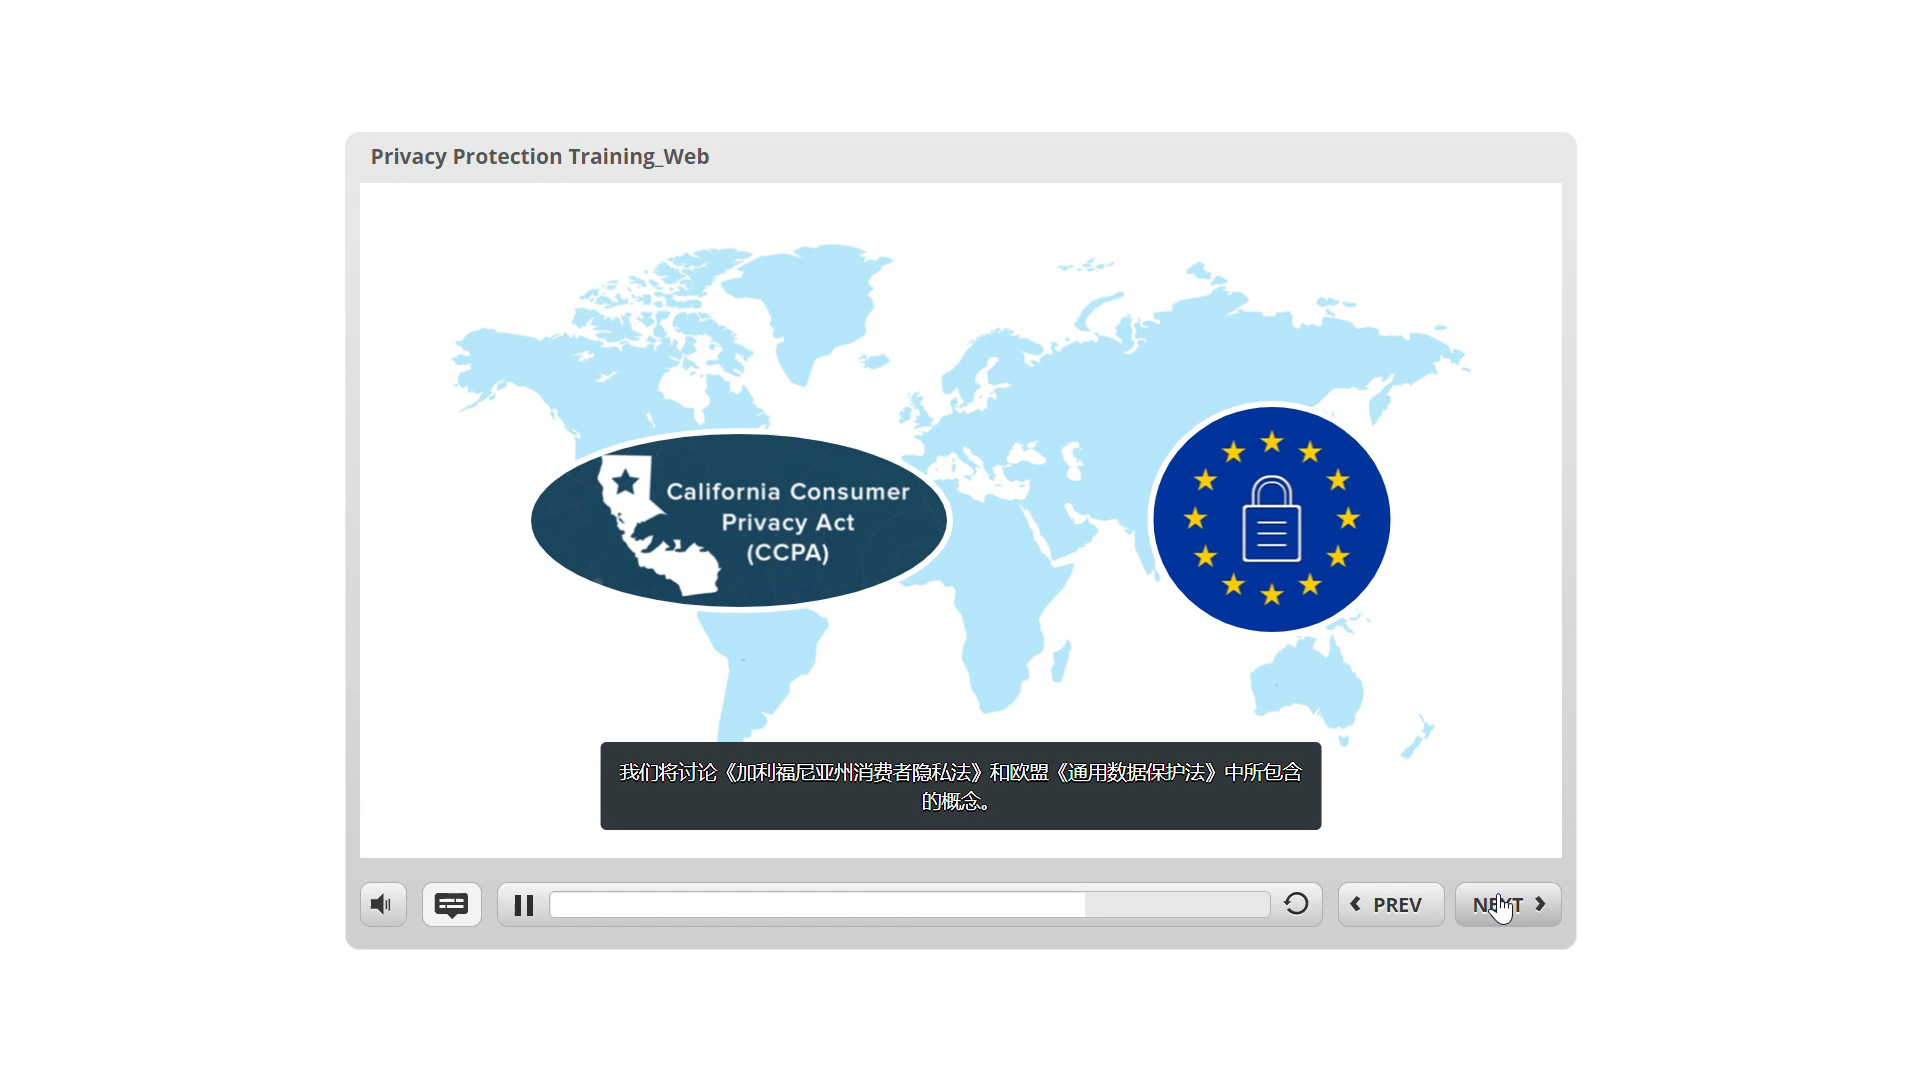 Privacy Protection Training_Web
California Consumer
Privacy Act
(CCPA)
我们将讨论《加利福尼亚州消费者隐私法》和欧盟《通用数据保护法》中所包含
的概念。
PREV
NEXT